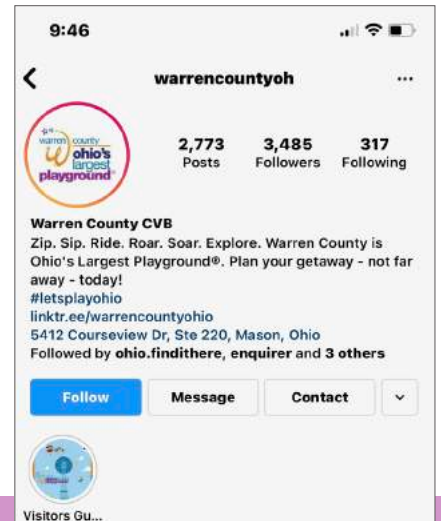 9:46
warrencountyoh
...
warren county
ohio's
largest
playground
2,773 3,485 317
Posts Followers Following
Warren County CVB
Zip. Sip. Ride. Roar. Soar. Explore. Warren County is
Ohio's Largest Playground®. Plan your getaway - not far
away - today!
#letsplayohio
linktr.ee/warrencountyohio
5412 Courseview Dr, Ste 220, Mason, Ohio
Followed by ohio.findithere, enquirer and 3 others
Follow Message Contact
Visitors Gu...